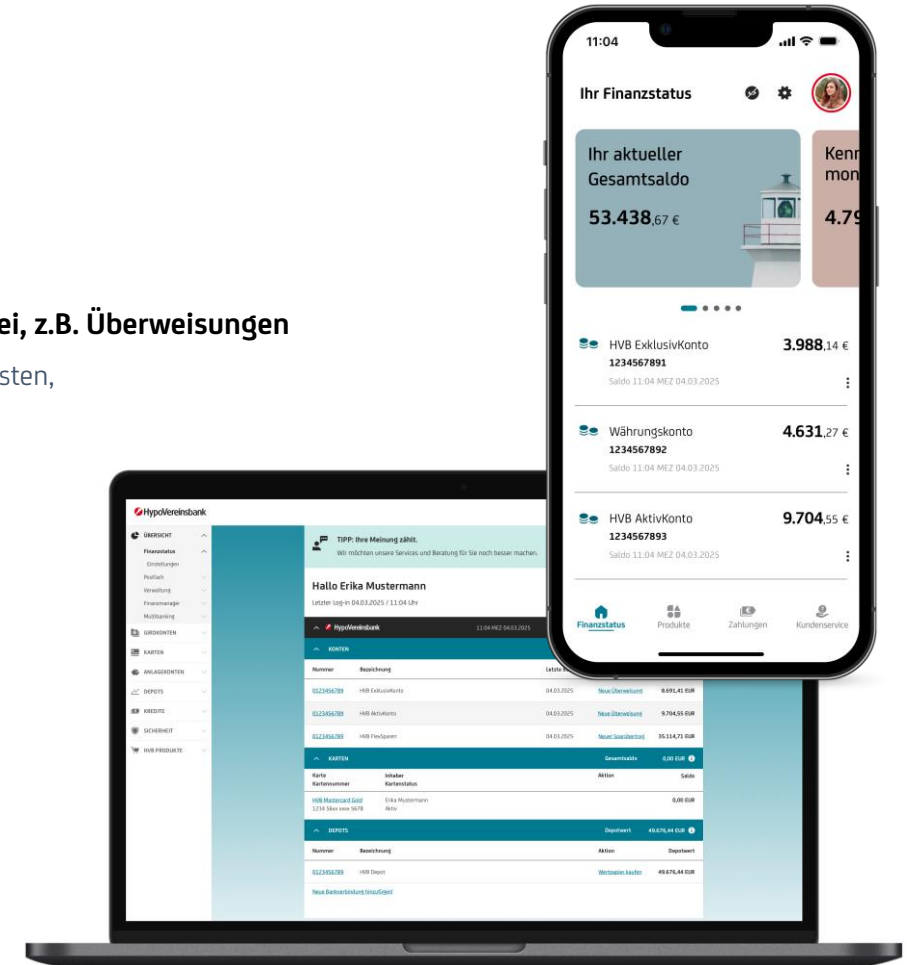 11:04
Ihr Finanzstatus
Ihr aktueller
Gesamtsaldo
53.438,67 €
Kenn
mon
4.79
ei, z.B. Überweisungen
sten,
HVB ExklusivKonto 3.988,14 €
1234567891
Saldo 11:04 MEZ 04.03.2025
Währungskonto 4.631,27 €
1234567892
Saldo 11:04 MEZ 04.03.2025
HVB AktivKonto 9.704,55 €
1234567893
Saldo 11:04 MEZ 04.03.2025
Finanzstatus Produkte Zahlungen Kundenservice
HypoVereinsbank
ÜBERSICHT
Finanzstatus
Einstellungen
Postfach
Verwaltung
Finanzmanager
Multibanking
GIROKONTEN
KARTEN
ANLAGEKONTEN
DEPOTS
KREDITE
SICHERHEIT
HVB PRODUKTE
TIPP: Ihre Meinung zählt.
Wir möchten unsere Services und Beratung für Sie noch besser machen.
Hallo Erika Mustermann
Letzter Log-in 04.03.2025 / 11:04 Uhr
HypoVereinsbank 11:04 MEZ 04.03.2025
KONTEN
Nummer Bezeichnung Letzte
0123456789 HVB ExklusivKonto 04.03.2025 Neue Überweisung 8.691,41 EUR
0123456789 HVB AktivKonto 04.03.2025 Neue Überweisung 9.704,55 EUR
0123456789 HVB FlexSparen 04.03.2025 Neuer Sparübertrag 35.114,71 EUR
KARTEN Gesamtsaldo 0,00 EUR
Karte Inhaber Aktion Saldo
Kartennummer Kartenstatus
HVB Mastercard Gold Erika Mustermann 0,00 EUR
1234 56xx xxxx 5678 Aktiv
DEPOTS Depotwert 49.676,44 EUR
Nummer Bezeichnung Aktion Depotwert
0123456789 HVB Depot Wertpapier kaufen 49.676,44 EUR
Neue Bankverbindung hinzufügen